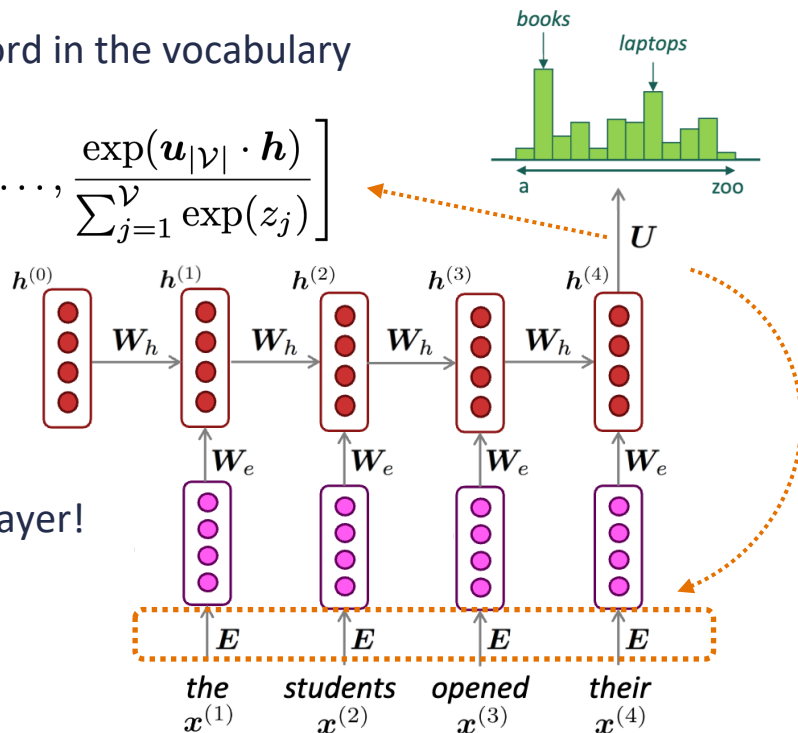 books
laptops
ord in the vocabulary
…, exp(𝒖_{|𝒱|} · 𝒉) / ∑_{j=1}^{𝒱} exp(z_j) ]
a zoo
U
h^{(0)} h^{(1)} h^{(2)} h^{(3)} h^{(4)}
W_h W_h W_h W_h
W_e W_e W_e W_e
ayer!
E E E E
the students opened their
x^{(1)} x^{(2)} x^{(3)} x^{(4)}